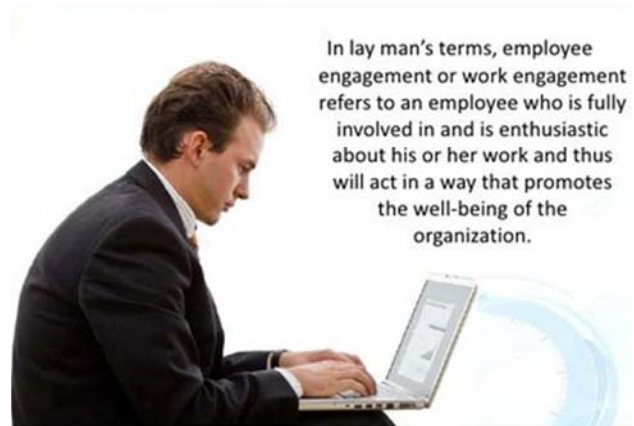 In lay man's terms, employee
engagement or work engagement
refers to an employee who is fully
involved in and is enthusiastic
about his or her work and thus
will act in a way that promotes
the well-being of the
organization.